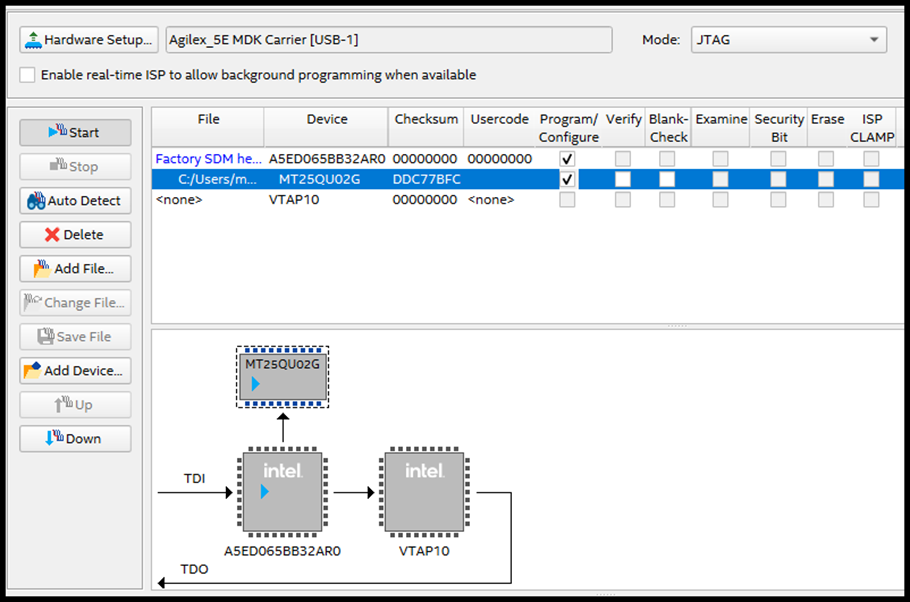 Hardware Setup... Agilex_5E MDK Carrier [USB-1] Mode: JTAG
Enable real-time ISP to allow background programming when available
Start
Stop
Auto Detect
Delete
Add File...
Change File...
Save File
Add Device...
Up
Down
File Device Checksum Usercode Program/ Verify Blank- Examine Security Erase ISP
Configure Check Bit CLAMP
Factory SDM he... A5ED065BB32AR0 00000000 00000000
C:/Users/m... MT25QU02G DDC77BFC
<none> VTAP10 00000000 <none>
MT25QU02G
TDI
intel
intel
A5ED065BB32AR0 VTAP10
TDO